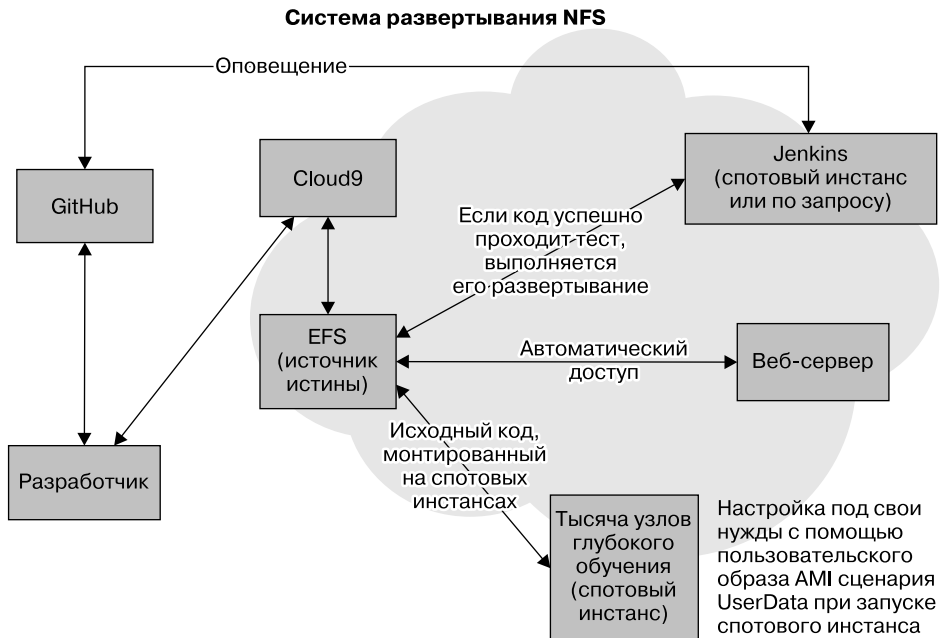 Система развертывания NFS
Оповещение
GitHub
Cloud9
Jenkins
(спотовый инстанс
или по запросу)
Если код успешно
проходит тест,
выполняется
его развертывание
EFS
(источник
истины)
Автоматический
доступ
Веб-сервер
Разработчик
Исходный код,
монтированный
на спотовых
инстансах
Тысяча узлов
глубокого
обучения
(спотовый
инстанс)
Настройка под свои
нужды с помощью
пользовательского
образа AMI сценария
UserData при запуске
спотового инстанса